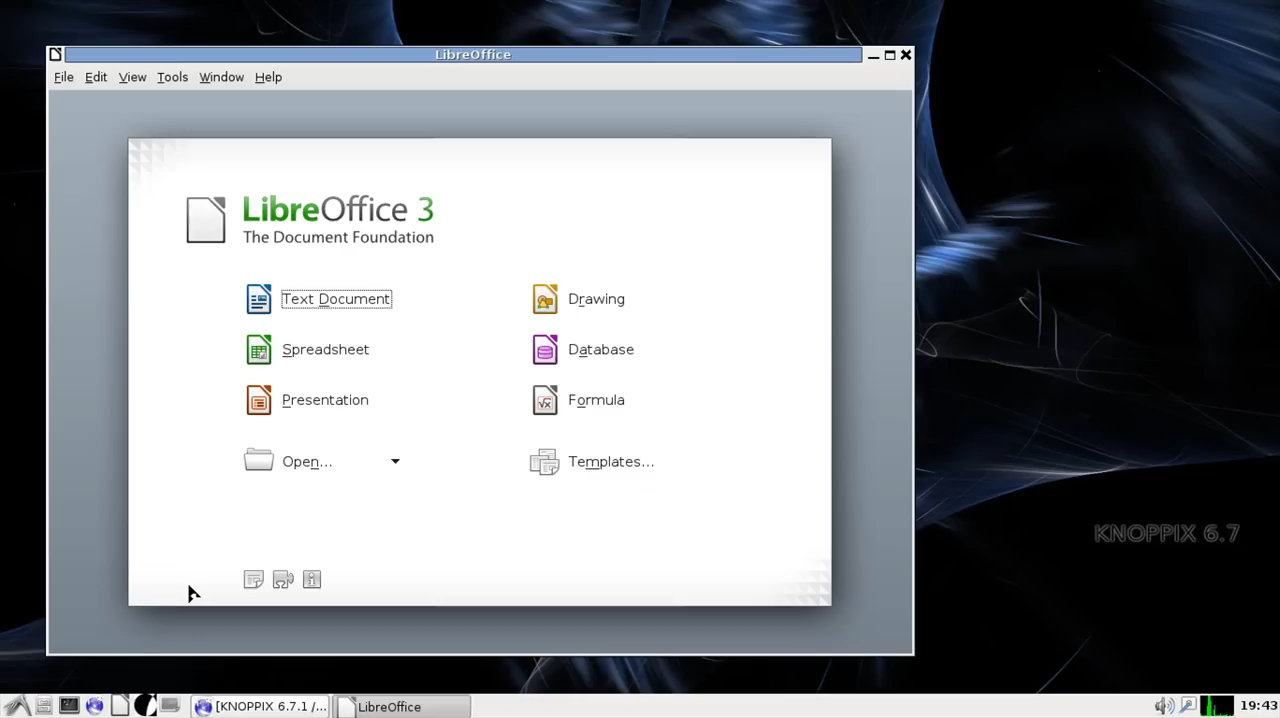 LibreOffice
File Edit View Tools Window Help
LibreOffice 3
The Document Foundation
Text Document
Drawing
Spreadsheet
Database
Presentation
Formula
Open...
Templates...
KNOPPIX 6.7
[KNOPPIX 6.7.1 /...
LibreOffice
19:43